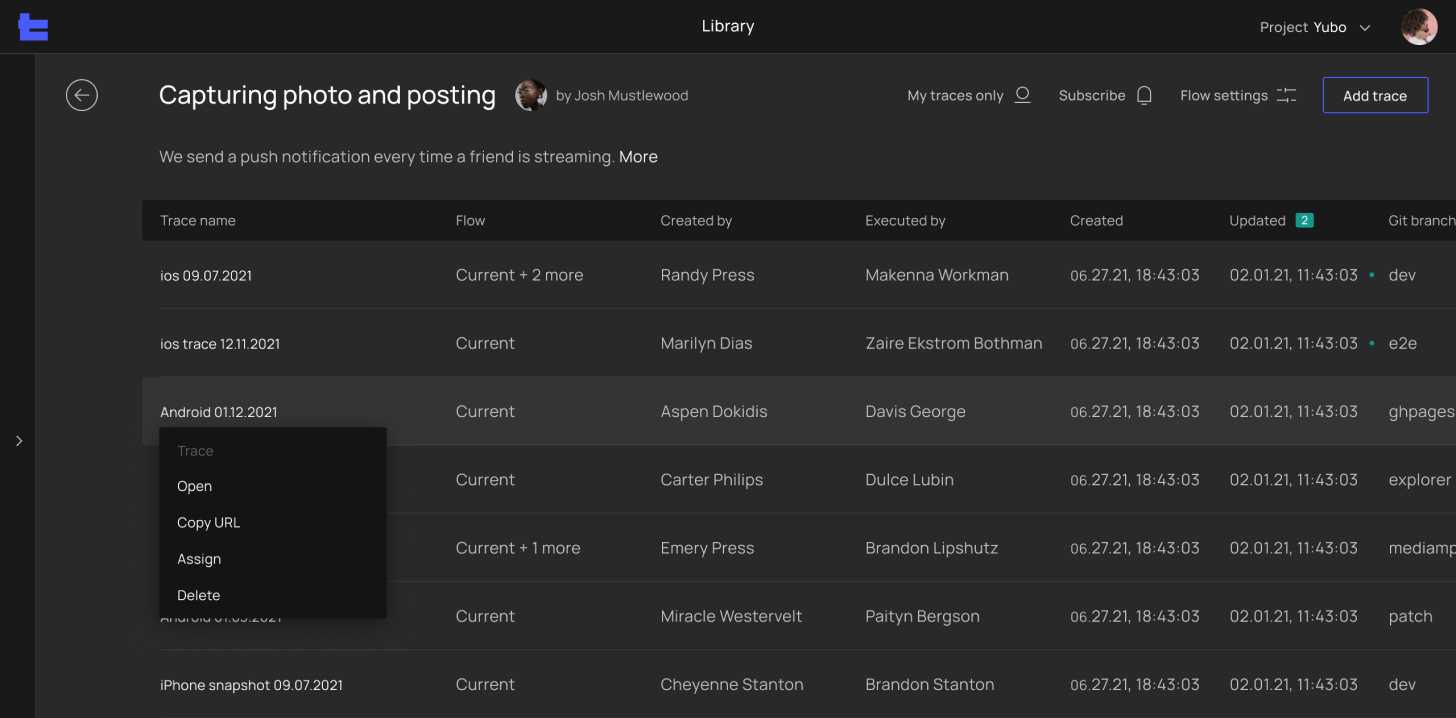 Library
Project Yubo
Capturing photo and posting
by Josh Mustlewood
My traces only
Subscribe
Flow settings
Add trace
We send a push notification every time a friend is streaming. More
Trace name Flow Created by Executed by Created Updated 2 Git branch
ios 09.07.2021 Current + 2 more Randy Press Makenna Workman 06.27.21, 18:43:03 02.01.21, 11:43:03 dev
ios trace 12.11.2021 Current Marilyn Dias Zaire Ekstrom Bothman 06.27.21, 18:43:03 02.01.21, 11:43:03 e2e
Android 01.12.2021 Current Aspen Dokidis Davis George 06.27.21, 18:43:03 02.01.21, 11:43:03 ghpages
Trace
Open
Copy URL
Assign
Delete
Current Carter Philips Dulce Lubin 06.27.21, 18:43:03 02.01.21, 11:43:03 explorer
Current + 1 more Emery Press Brandon Lipshutz 06.27.21, 18:43:03 02.01.21, 11:43:03 mediamp
Current Miracle Westervelt Paityn Bergson 06.27.21, 18:43:03 02.01.21, 11:43:03 patch
iPhone snapshot 09.07.2021 Current Cheyenne Stanton Brandon Stanton 06.27.21, 18:43:03 02.01.21, 11:43:03 dev